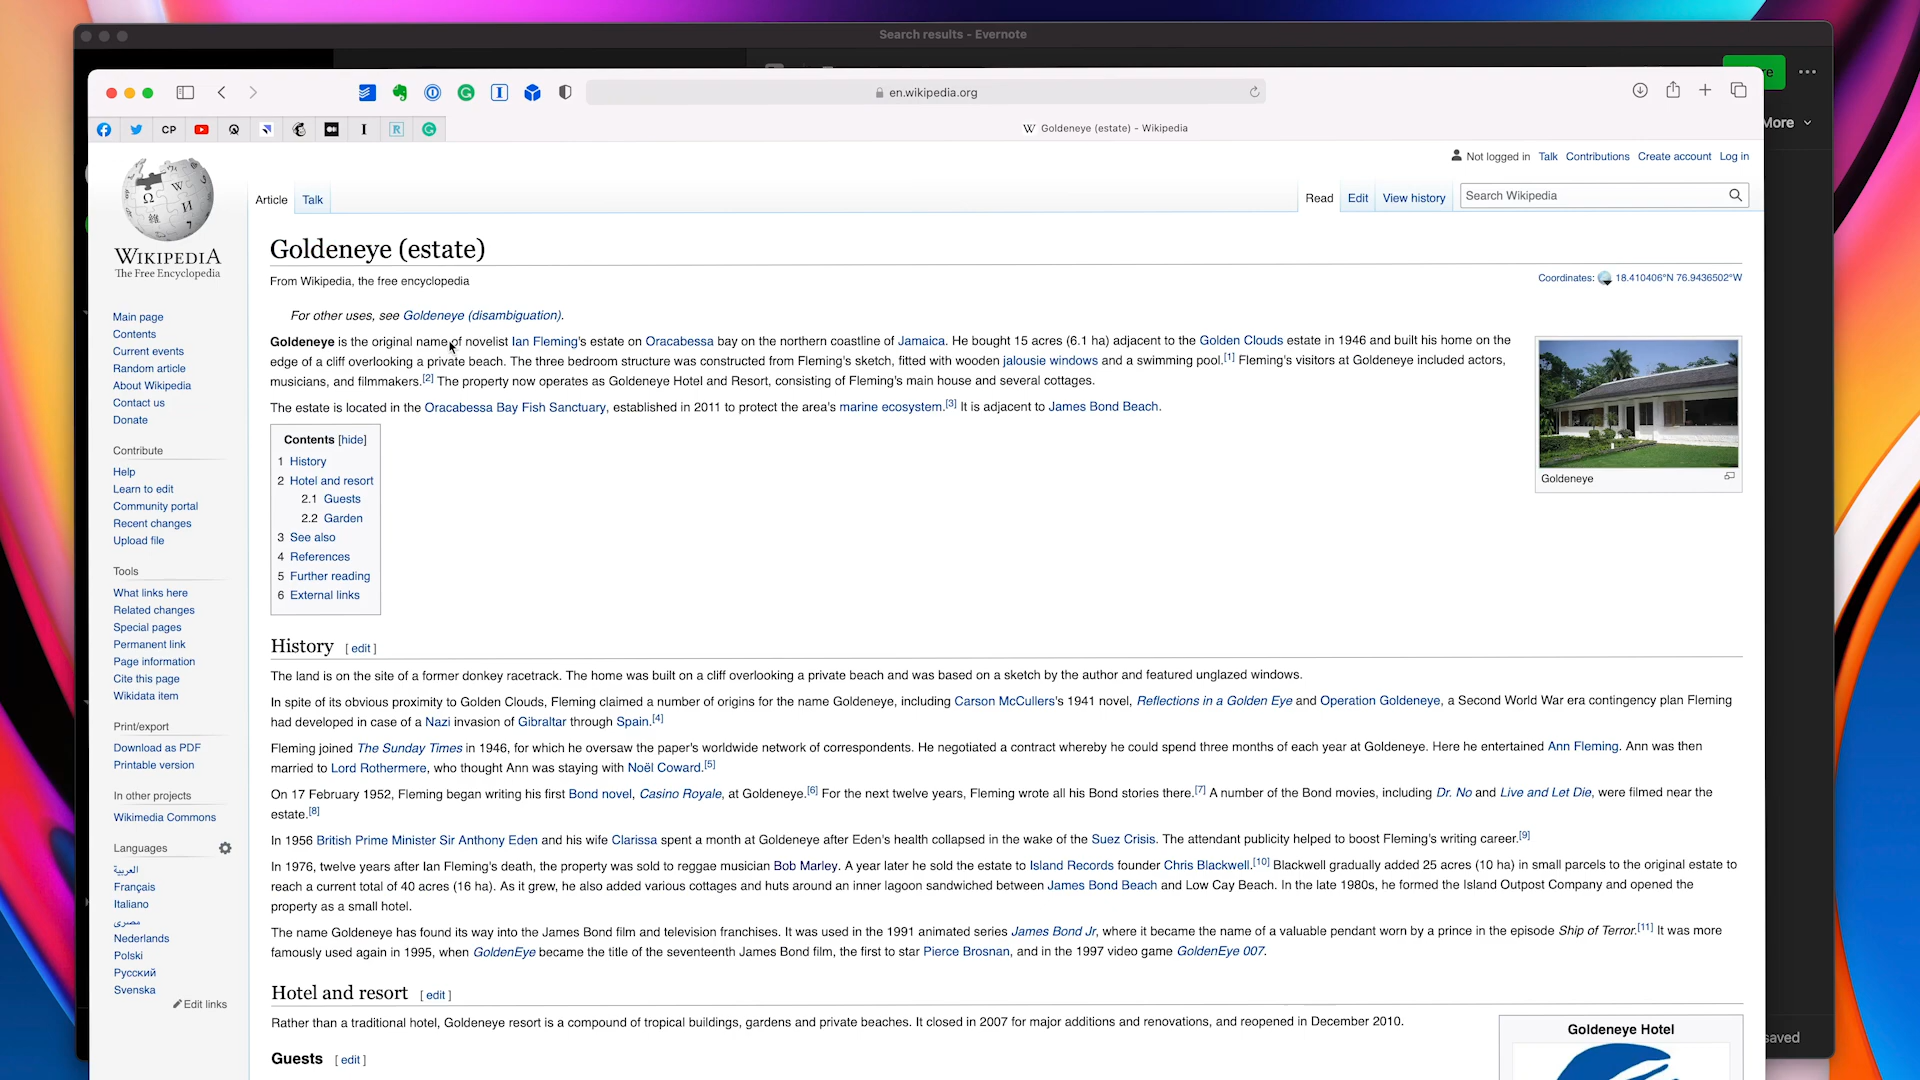 Search results - Evernote
re
More
en.wikipedia.org
CP
I
R
W Goldeneye (estate) - Wikipedia
Not logged in Talk Contributions Create account Log in
Article Talk
Read Edit View history
Search Wikipedia
WIKIPEDIA
The Free Encyclopedia
Main page
Contents
Current events
Random article
About Wikipedia
Contact us
Donate
Contribute
Help
Learn to edit
Community portal
Recent changes
Upload file
Tools
What links here
Related changes
Special pages
Permanent link
Page information
Cite this page
Wikidata item
Print/export
Download as PDF
Printable version
In other projects
Wikimedia Commons
Languages
العربية
Français
Italiano
مصرى
Nederlands
Polski
Русский
Svenska
Edit links
Goldeneye (estate)
From Wikipedia, the free encyclopedia
Coordinates: 18.410406°N 76.9436502°W
For other uses, see Goldeneye (disambiguation).
Goldeneye is the original name of novelist Ian Fleming's estate on Oracabessa bay on the northern coastline of Jamaica. He bought 15 acres (6.1 ha) adjacent to the Golden Clouds estate in 1946 and built his home on the
edge of a cliff overlooking a private beach. The three bedroom structure was constructed from Fleming's sketch, fitted with wooden jalousie windows and a swimming pool.[1] Fleming's visitors at Goldeneye included actors,
musicians, and filmmakers.[2] The property now operates as Goldeneye Hotel and Resort, consisting of Fleming's main house and several cottages.
The estate is located in the Oracabessa Bay Fish Sanctuary, established in 2011 to protect the area's marine ecosystem.[3] It is adjacent to James Bond Beach.
Goldeneye
Contents [hide]
1 History
2 Hotel and resort
2.1 Guests
2.2 Garden
3 See also
4 References
5 Further reading
6 External links
History [ edit ]
The land is on the site of a former donkey racetrack. The home was built on a cliff overlooking a private beach and was based on a sketch by the author and featured unglazed windows.
In spite of its obvious proximity to Golden Clouds, Fleming claimed a number of origins for the name Goldeneye, including Carson McCullers's 1941 novel, Reflections in a Golden Eye and Operation Goldeneye, a Second World War era contingency plan Fleming
had developed in case of a Nazi invasion of Gibraltar through Spain.[4]
Fleming joined The Sunday Times in 1946, for which he oversaw the paper's worldwide network of correspondents. He negotiated a contract whereby he could spend three months of each year at Goldeneye. Here he entertained Ann Fleming. Ann was then
married to Lord Rothermere, who thought Ann was staying with Noël Coward.[5]
On 17 February 1952, Fleming began writing his first Bond novel, Casino Royale, at Goldeneye.[6] For the next twelve years, Fleming wrote all his Bond stories there.[7] A number of the Bond movies, including Dr. No and Live and Let Die, were filmed near the
estate.[8]
In 1956 British Prime Minister Sir Anthony Eden and his wife Clarissa spent a month at Goldeneye after Eden's health collapsed in the wake of the Suez Crisis. The attendant publicity helped to boost Fleming's writing career.[9]
In 1976, twelve years after Ian Fleming's death, the property was sold to reggae musician Bob Marley. A year later he sold the estate to Island Records founder Chris Blackwell.[10] Blackwell gradually added 25 acres (10 ha) in small parcels to the original estate to
reach a current total of 40 acres (16 ha). As it grew, he also added various cottages and huts around an inner lagoon sandwiched between James Bond Beach and Low Cay Beach. In the late 1980s, he formed the Island Outpost Company and opened the
property as a small hotel.
The name Goldeneye has found its way into the James Bond film and television franchises. It was used in the 1991 animated series James Bond Jr, where it became the name of a valuable pendant worn by a prince in the episode Ship of Terror.[11] It was more
famously used again in 1995, when GoldenEye became the title of the seventeenth James Bond film, the first to star Pierce Brosnan, and in the 1997 video game GoldenEye 007.
Hotel and resort [ edit ]
Rather than a traditional hotel, Goldeneye resort is a compound of tropical buildings, gardens and private beaches. It closed in 2007 for major additions and renovations, and reopened in December 2010.
Goldeneye Hotel
Guests [ edit ]
saved